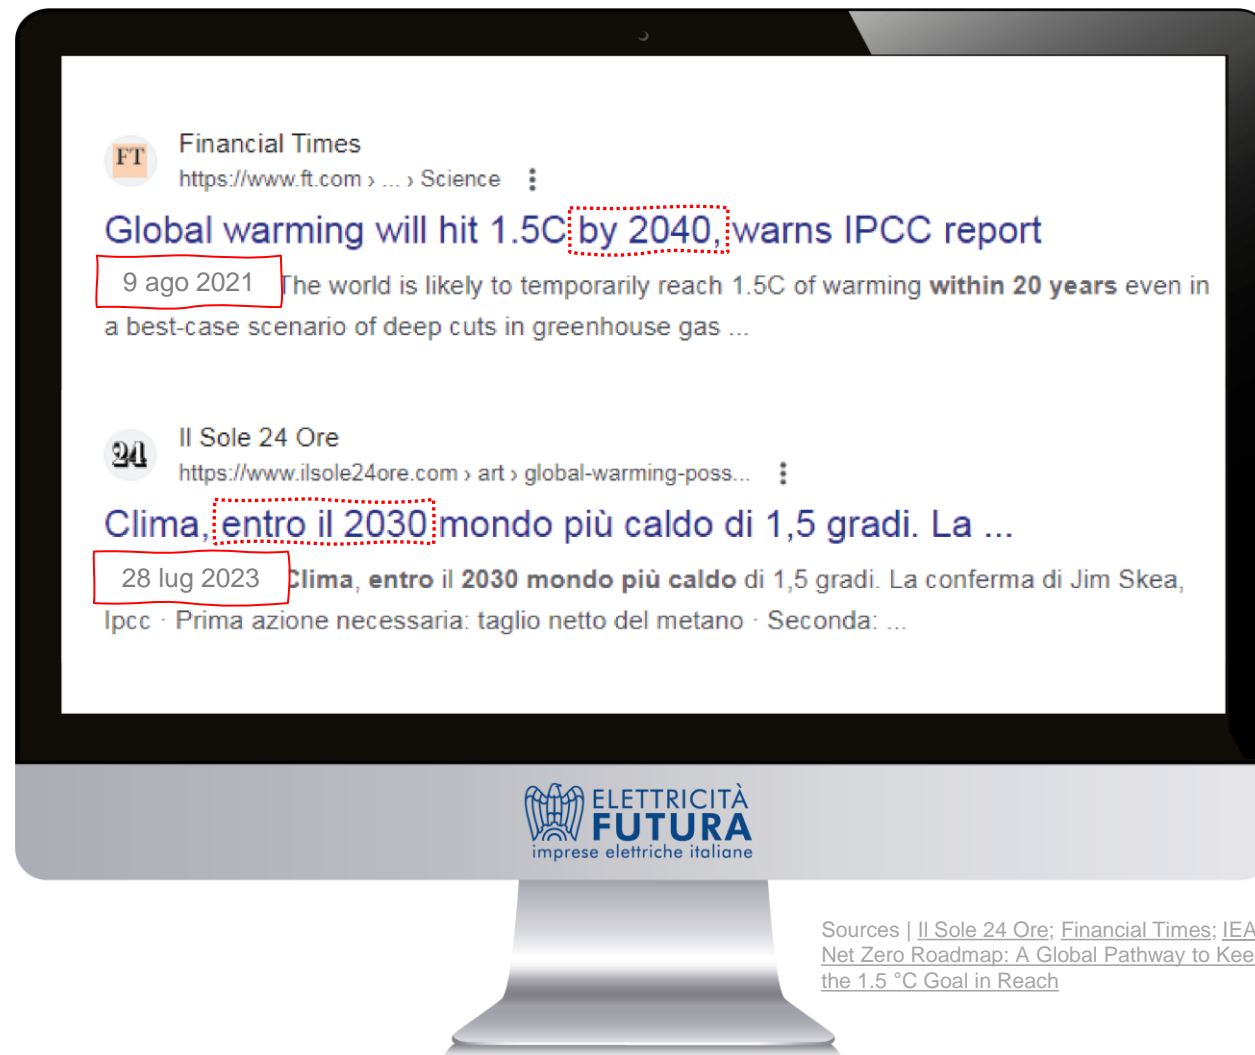 FT
Financial Times
https://www.ft.com › ... › Science
Global warming will hit 1.5C by 2040, warns IPCC report
9 ago 2021 The world is likely to temporarily reach 1.5C of warming within 20 years even in
a best-case scenario of deep cuts in greenhouse gas ...
24
Il Sole 24 Ore
https://www.ilsole24ore.com › art › global-warming-poss...
Clima, entro il 2030 mondo più caldo di 1,5 gradi. La ...
28 lug 2023 Clima, entro il 2030 mondo più caldo di 1,5 gradi. La conferma di Jim Skea,
Ipcc · Prima azione necessaria: taglio netto del metano · Seconda: ...
ELETTRICITÀ
FUTURA
imprese elettriche italiane
Sources | Il Sole 24 Ore; Financial Times; IEA
Net Zero Roadmap: A Global Pathway to Kee
the 1.5 °C Goal in Reach